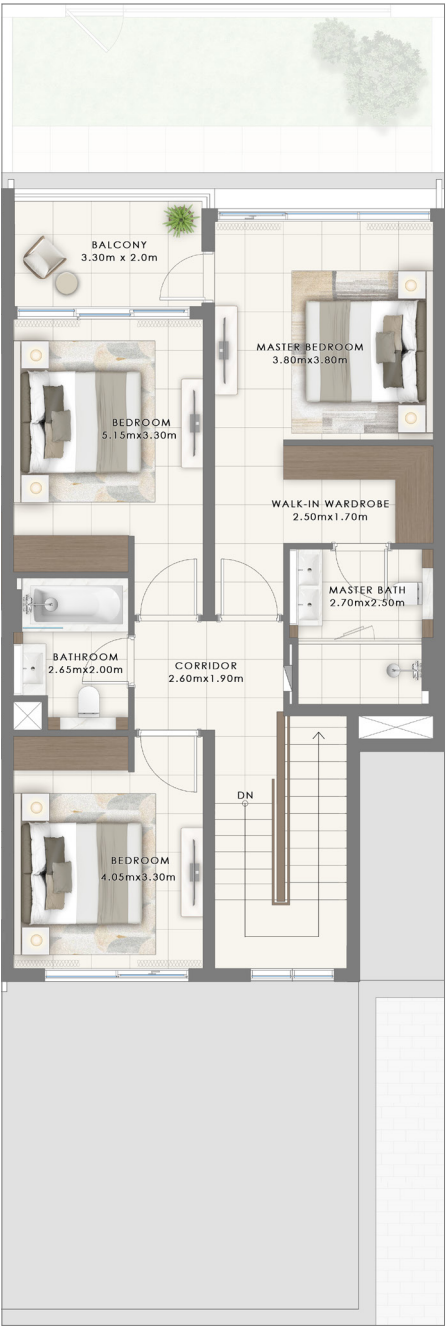 BALCONY
3.30m x 2.0m
MASTER BEDROOM
3.80mx3.80m
BEDROOM
5.15mx3.30m
WALK-IN WARDROBE
2.50mx1.70m
MASTER BATH
2.70mx2.50m
BATHROOM
2.65mx2.00m
CORRIDOR
2.60mx1.90m
DN
BEDROOM
4.05mx3.30m